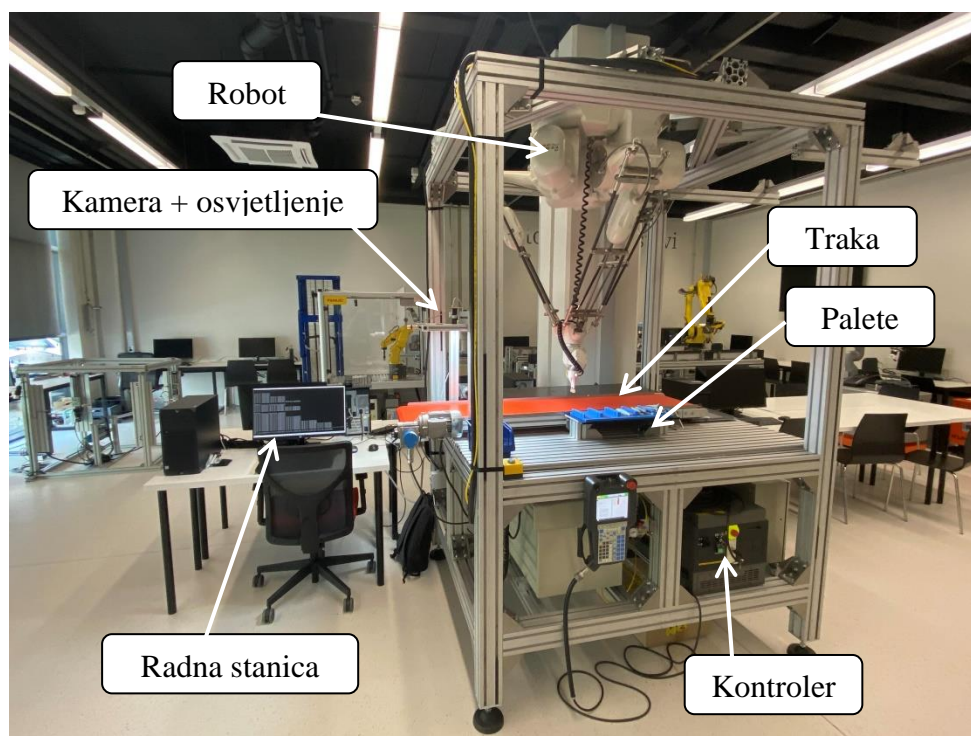 Robot
Kamera + osvjetljenje
Traka
Palete
Radna stanica
Kontroler